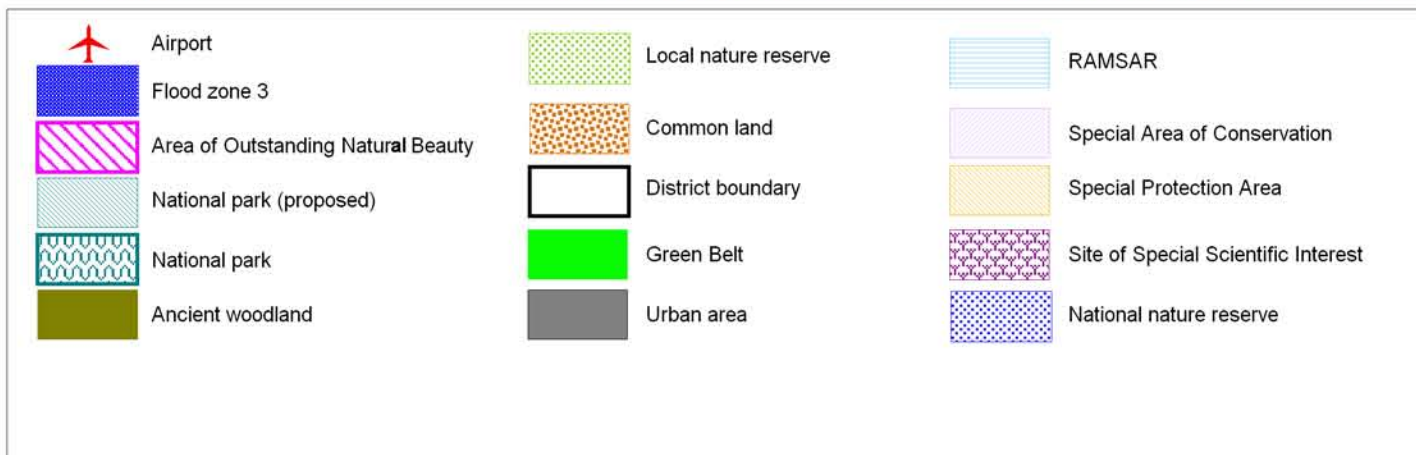 Airport
Flood zone 3
Area of Outstanding Natural Beauty
National park (proposed)
National park
Ancient woodland
Local nature reserve
Common land
District boundary
Green Belt
Urban area
RAMSAR
Special Area of Conservation
Special Protection Area
Site of Special Scientific Interest
National nature reserve